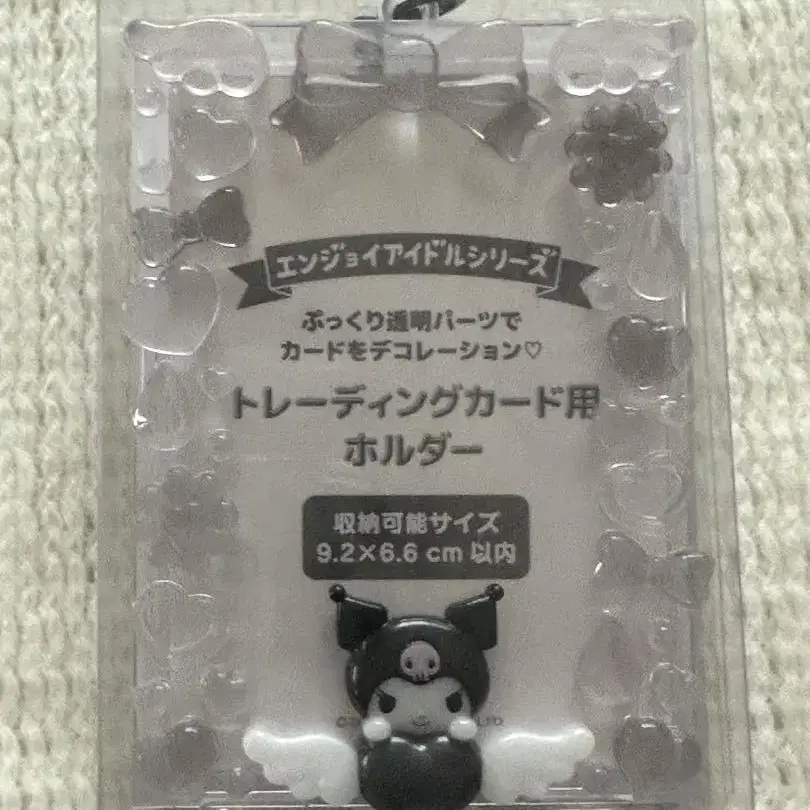 エンジョイアイドルシリーズ
ぷっくり透明パーツで
カードをデコレーション♡
トレーディングカード用
ホルダー
収納可能サイズ
9.2×6.6 cm 以内